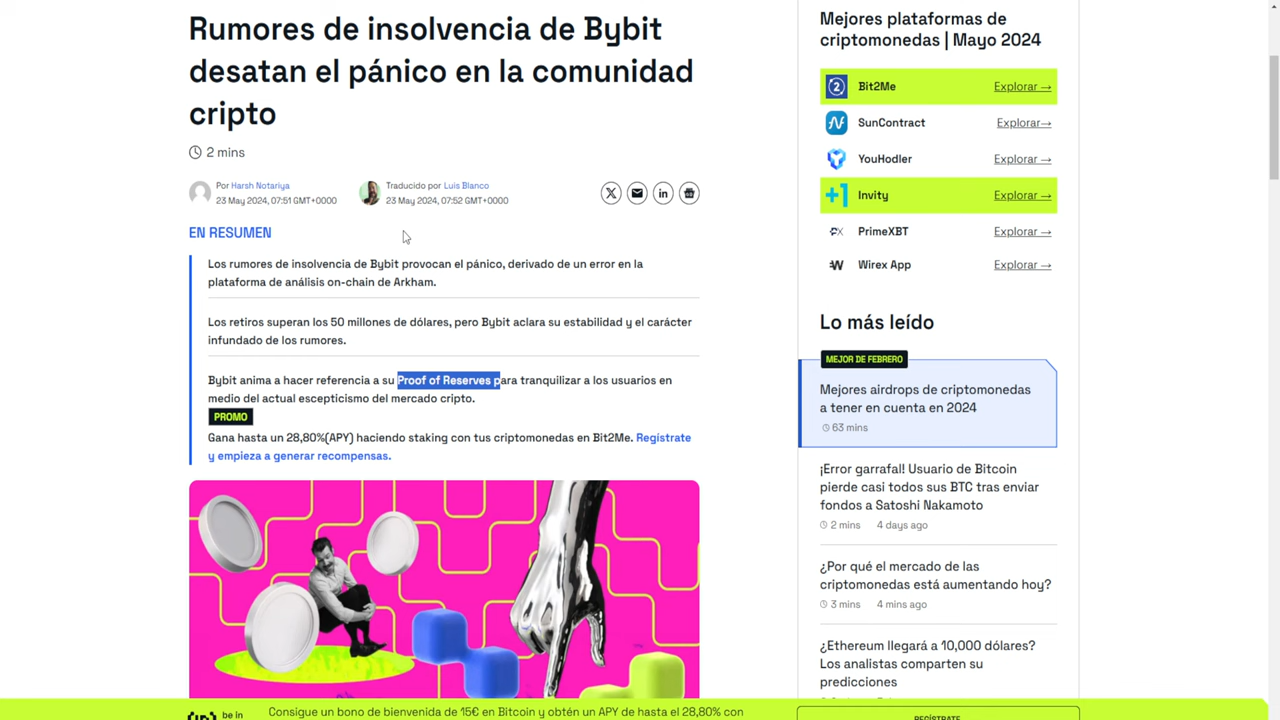 Rumores de insolvencia de Bybit
desatan el pánico en la comunidad
cripto
2 mins
Por Harsh Notariya
23 May 2024, 07:51 GMT+0000
Traducido por Luis Blanco
23 May 2024, 07:52 GMT+0000
EN RESUMEN
Los rumores de insolvencia de Bybit provocan el pánico, derivado de un error en la
plataforma de análisis on-chain de Arkham.
Los retiros superan los 50 millones de dólares, pero Bybit aclara su estabilidad y el carácter
infundado de los rumores.
Bybit anima a hacer referencia a su Proof of Reserves para tranquilizar a los usuarios en
medio del actual escepticismo del mercado cripto.
PROMO
Gana hasta un 28,80%(APY) haciendo staking con tus criptomonedas en Bit2Me. Regístrate
y empieza a generar recompensas.
Mejores plataformas de
criptomonedas | Mayo 2024
Bit2Me Explorar →
SunContract Explorar→
YouHodler Explorar →
Invity Explorar →
PrimeXBT Explorar →
Wirex App Explorar →
Lo más leído
MEJOR DE FEBRERO
Mejores airdrops de criptomonedas
a tener en cuenta en 2024
63 mins
¡Error garrafal! Usuario de Bitcoin
pierde casi todos sus BTC tras enviar
fondos a Satoshi Nakamoto
2 mins 4 days ago
¿Por qué el mercado de las
criptomonedas está aumentando hoy?
3 mins 4 mins ago
¿Ethereum llegará a 10,000 dólares?
Los analistas comparten su
predicciones
be in
Consigue un bono de bienvenida de 15€ en Bitcoin y obtén un APY de hasta el 28,80% con
REGÍSTRATE